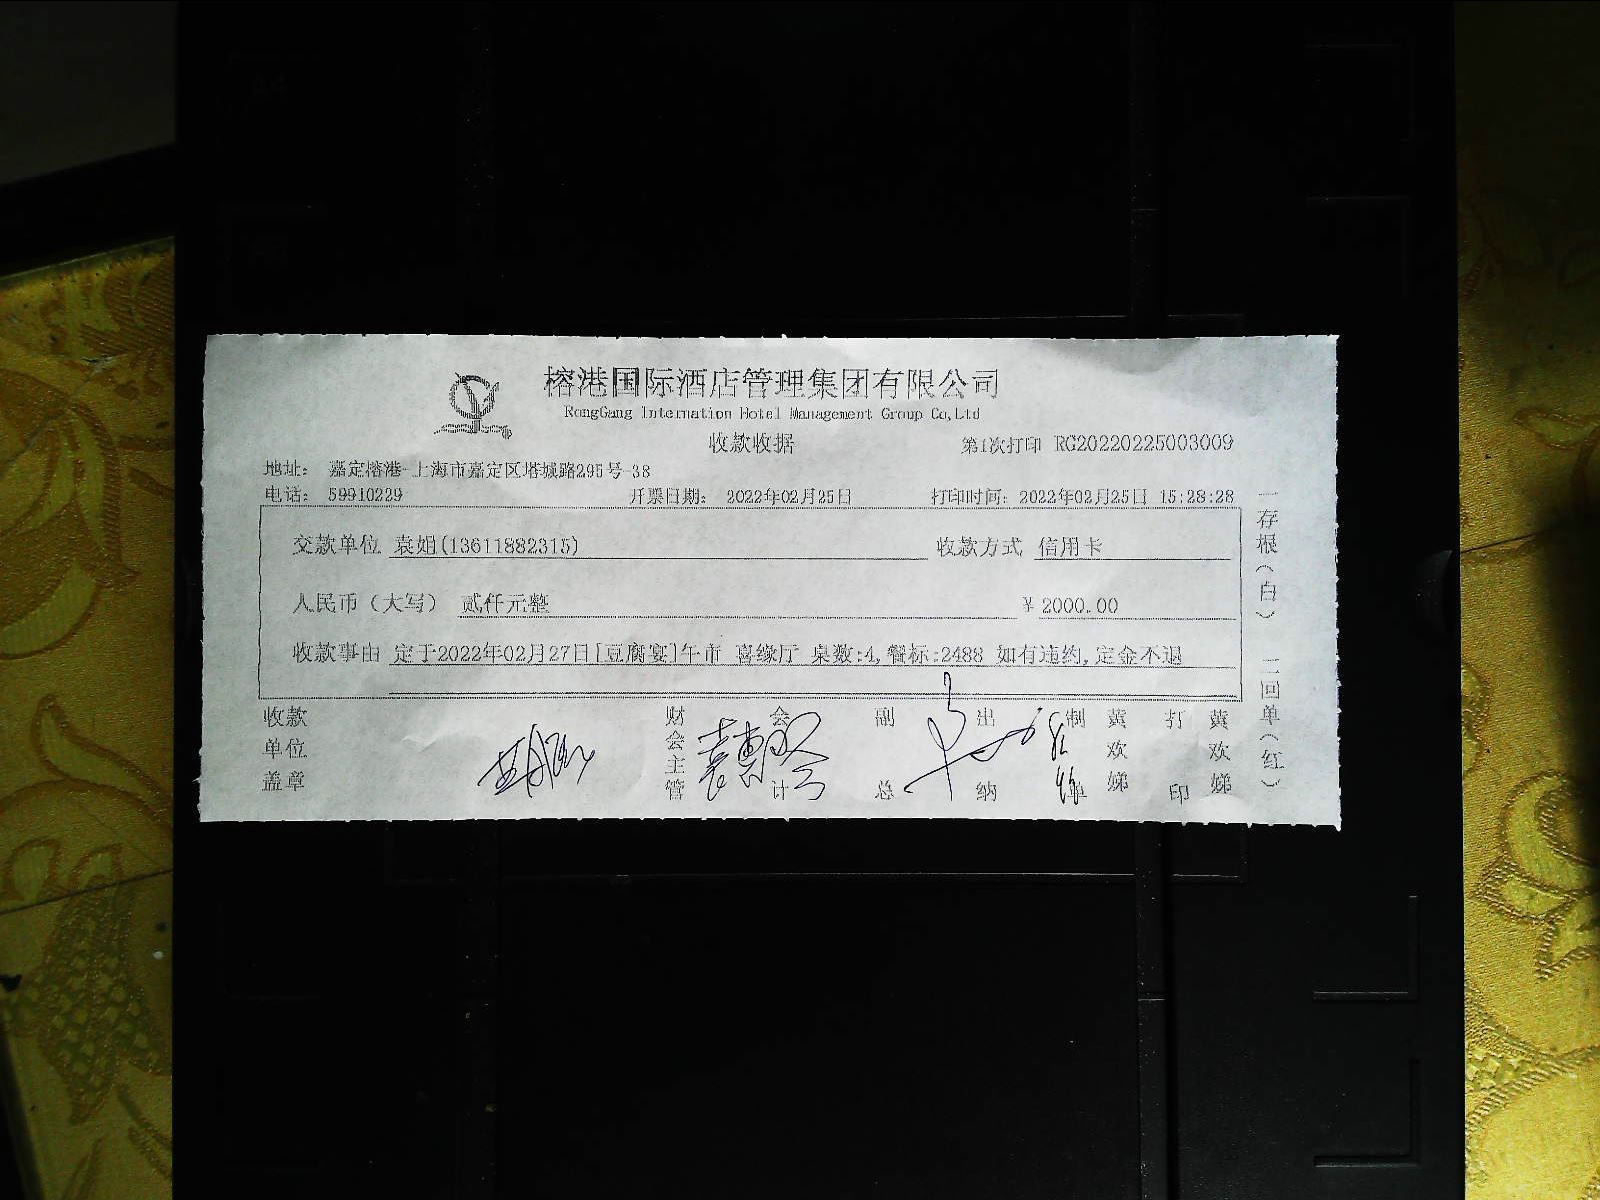 榕港国际酒店管理集团有限公司
RongGang Internation Hotel Management Group Co,Ltd
收款收据
第1次打印 RG20220225003009
地址： 嘉定榕港-上海市嘉定区塔城路295号-38
电话： 59910229 开票日期： 2022年02月25日 打印时间：2022年02月25日 15:28:28
交款单位 袁姐(13611882315) 收款方式 信用卡
人民币（大写） 贰仟元整 ¥ 2000.00
收款事由 定于2022年02月27日[豆腐宴]午市 喜缘厅 桌数:4,餐标:2488 如有违约,定金不退
收款单位盖章 财会主管 会计 副总 出纳 制单 黄欢娣 打印 黄欢娣
一存根（白） 二回单（红）